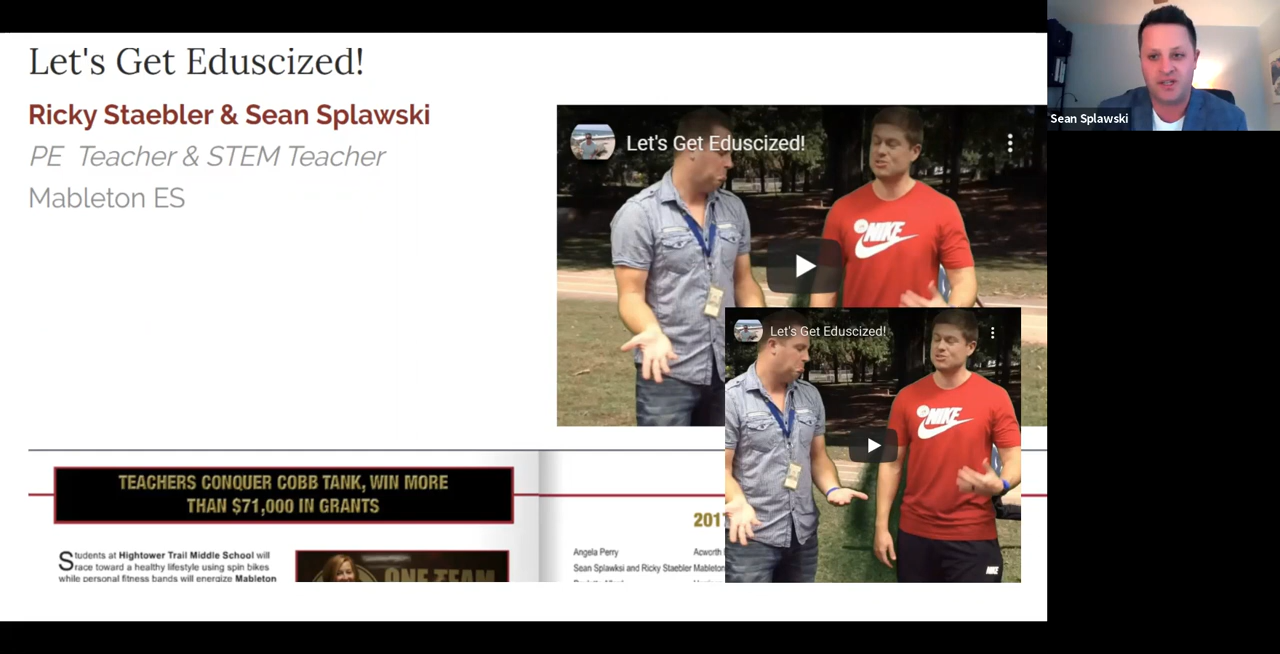 Let's Get Eduscized!
Ricky Staebler & Sean Splawski
PE Teacher & STEM Teacher
Mableton ES
Let's Get Eduscized!
NIKE
Let's Get Eduscized!
NIKE
NIKE
Sean Splawski
TEACHERS CONQUER COBB TANK, WIN MORE
THAN $71,000 IN GRANTS
Students at Hightower Trail Middle School will
race toward a healthy lifestyle using spin bikes
while personal fitness bands will energize Mableton
ONE TEAM
201
Angela Perry Acworth
Sean Splawksi and Ricky Staebler Mableton